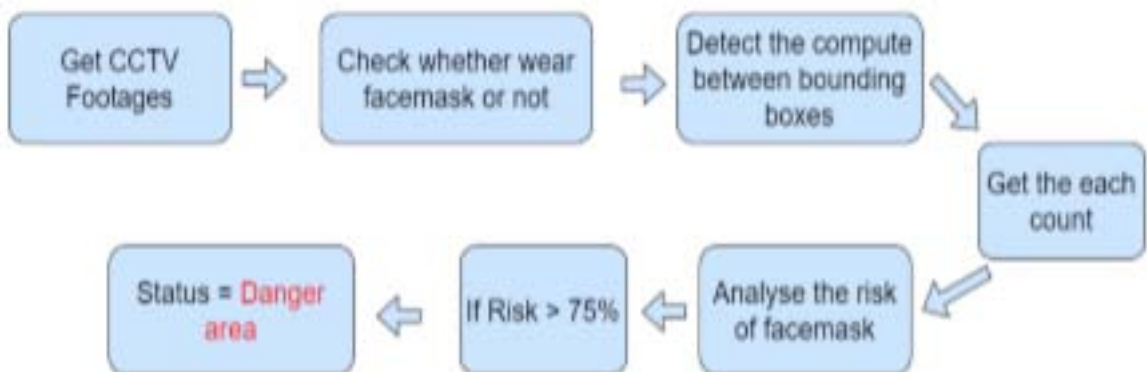 Get CCTV
Footages
Check whether wear
facemask or not
Detect the compute
between bounding
boxes
Get the each
count
Analyse the risk
of facemask
If Risk > 75%
Status = Danger
area